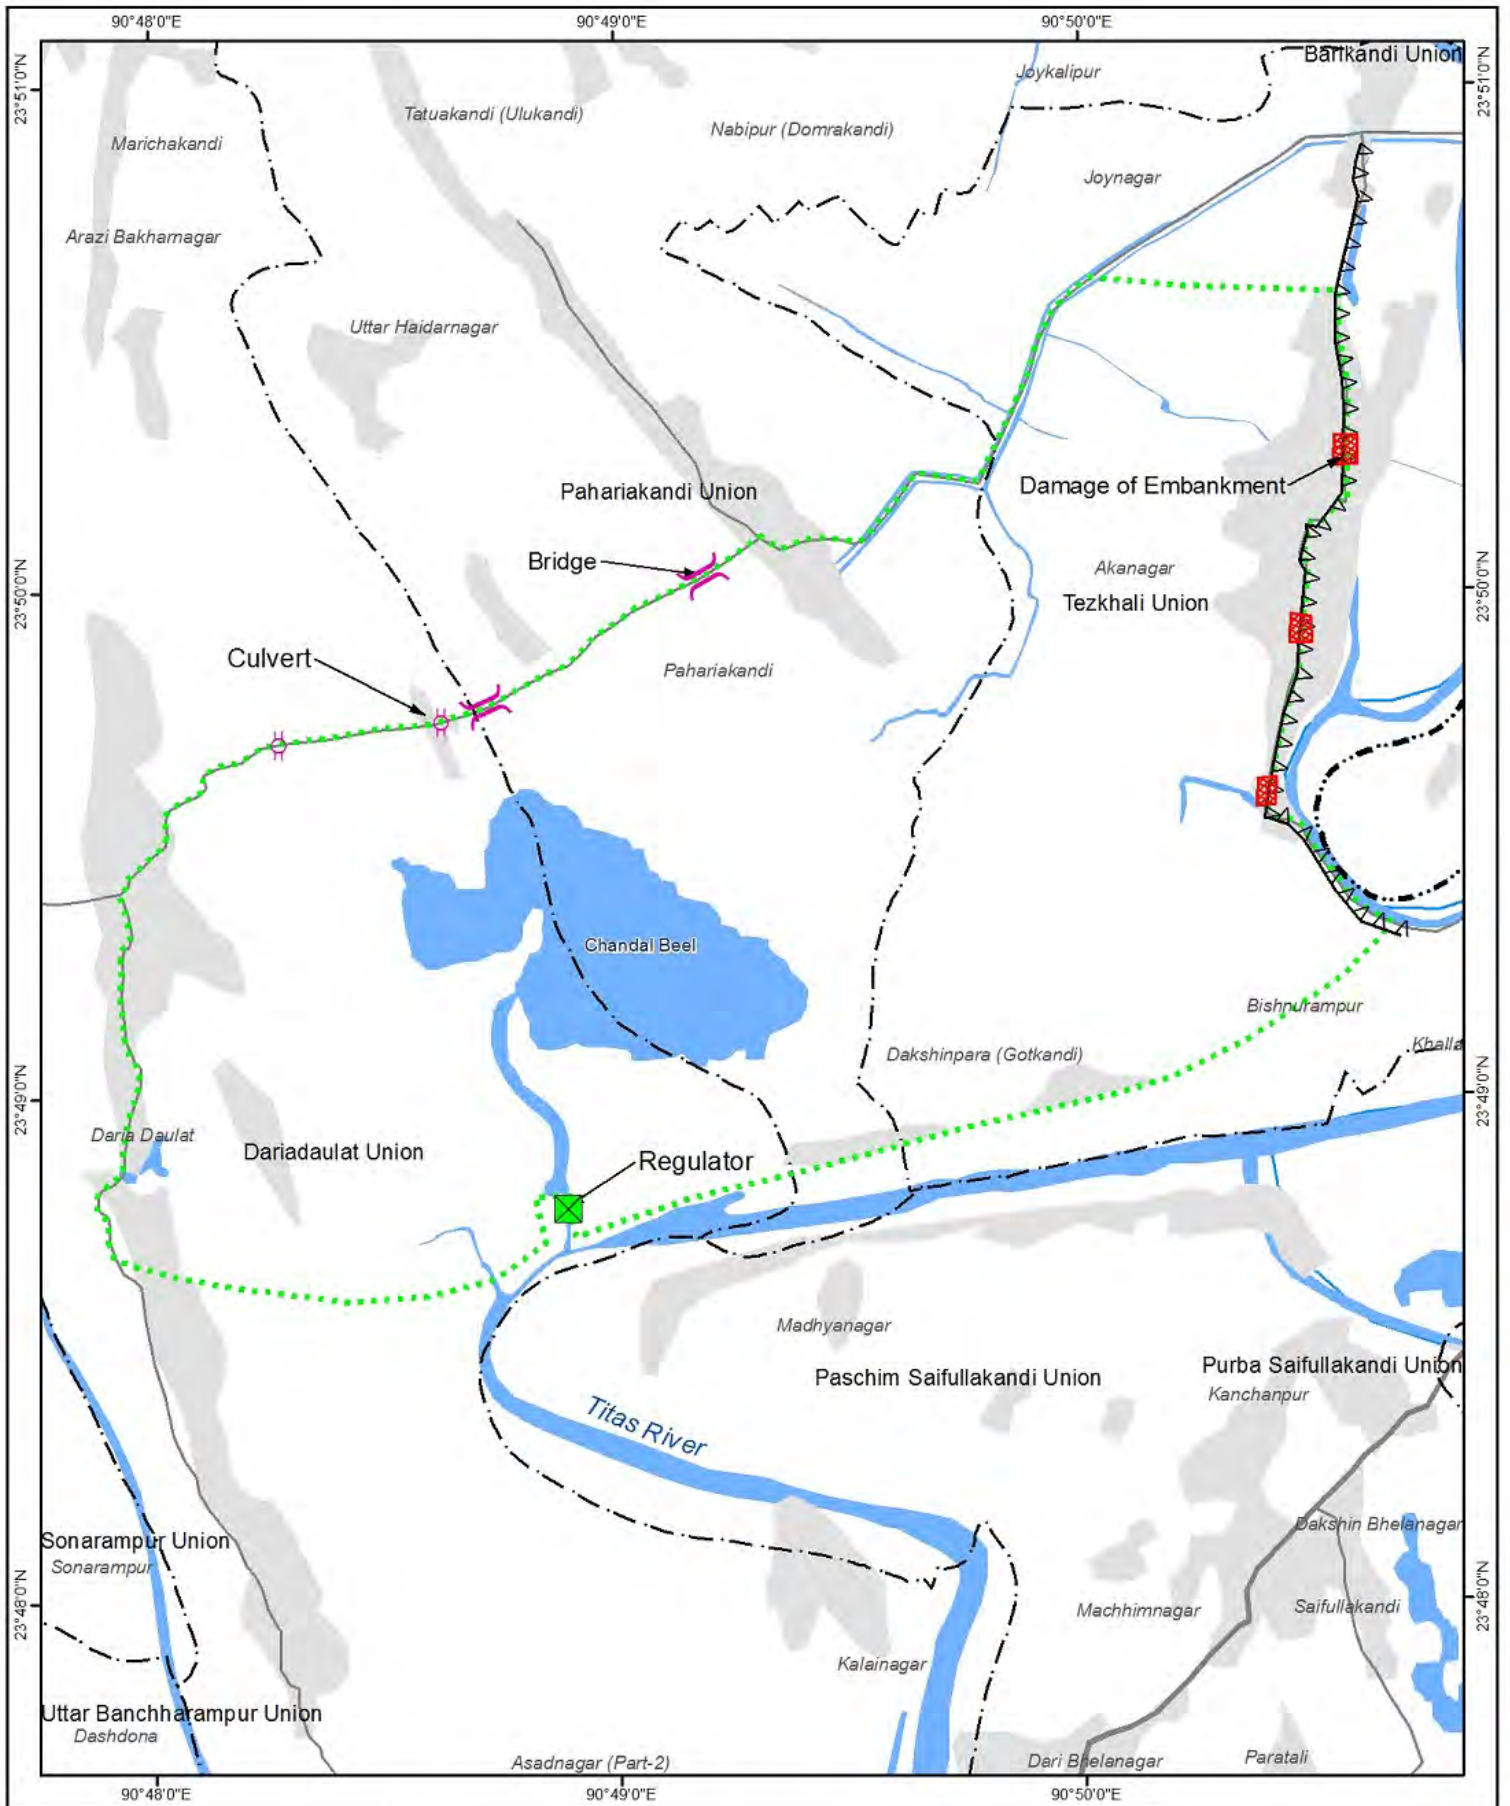 90°48'0"E
90°49'0"E
90°50'0"E
23°51'0"N
23°51'0"N
Barikandi Union
Joykalipur
Tatuakandi (Ulukandi)
Nabipur (Domrakandi)
Marichakandi
Joynagar
Arazi Bakharnagar
Uttar Haidarnagar
Pahariakandi Union
Damage of Embankment
Bridge
Akanagar
Tezkhali Union
23°50'0"N
23°50'0"N
Culvert
Pahariakandi
Chandal Beel
Bishnurampur
Khalla
Dakshinpara (Gotkandi)
23°49'0"N
23°49'0"N
Daria Daulat
Dariadaulat Union
Regulator
Madhyanagar
Paschim Saifullakandi Union
Purba Saifullakandi Union
Kanchanpur
Titas River
Dakshin Bhelanagar
Sonarampur Union
Sonarampur
23°48'0"N
23°48'0"N
Machhimnagar
Saifullakandi
Kalainagar
Uttar Banchharampur Union
Dashdona
Asadnagar (Part-2)
Dari Bhelanagar
Paratali
90°48'0"E
90°49'0"E
90°50'0"E